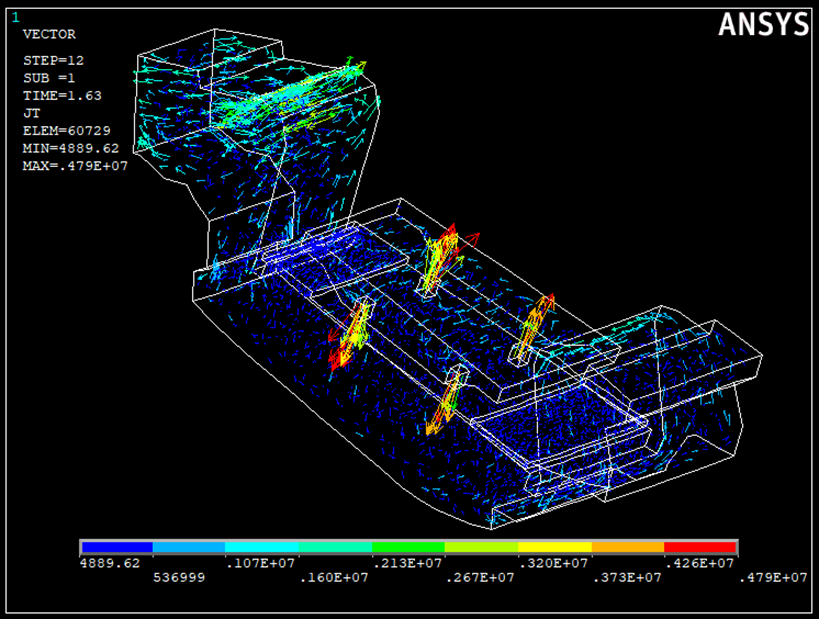 1
ANSYS
VECTOR
STEP=12
SUB =1
TIME=1.63
JT
ELEM=60729
MIN=4889.62
MAX=.479E+07
4889.62 .107E+07 .213E+07 .320E+07 .426E+07
536999 .160E+07 .267E+07 .373E+07 .479E+07